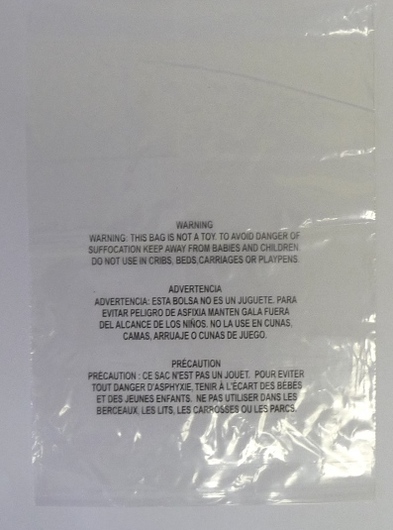 WARNING
WARNING: THIS BAG IS NOT A TOY. TO AVOID DANGER OF
SUFFOCATION KEEP AWAY FROM BABIES AND CHILDREN.
DO NOT USE IN CRIBS, BEDS,CARRIAGES OR PLAYPENS.
ADVERTENCIA
ADVERTENCIA: ESTA BOLSA NO ES UN JUGUETE. PARA
EVITAR PELIGRO DE ASFIXIA MANTEN GALA FUERA
DEL ALCANCE DE LOS NIÑOS. NO LA USE EN CUNAS,
CAMAS, ARRUAJE O CUNAS DE JUEGO.
PRÉCAUTION
PRÉCAUTION : CE SAC N'EST PAS UN JOUET. POUR EVITER
TOUT DANGER D'ASPHYXIE, TENIR À L'ÉCART DES BÉBÉS
ET DES JEUNES ENFANTS. NE PAS UTILISER DANS LES
BERCEAUX, LES LITS, LES CARROSSES OU LES PARCS.